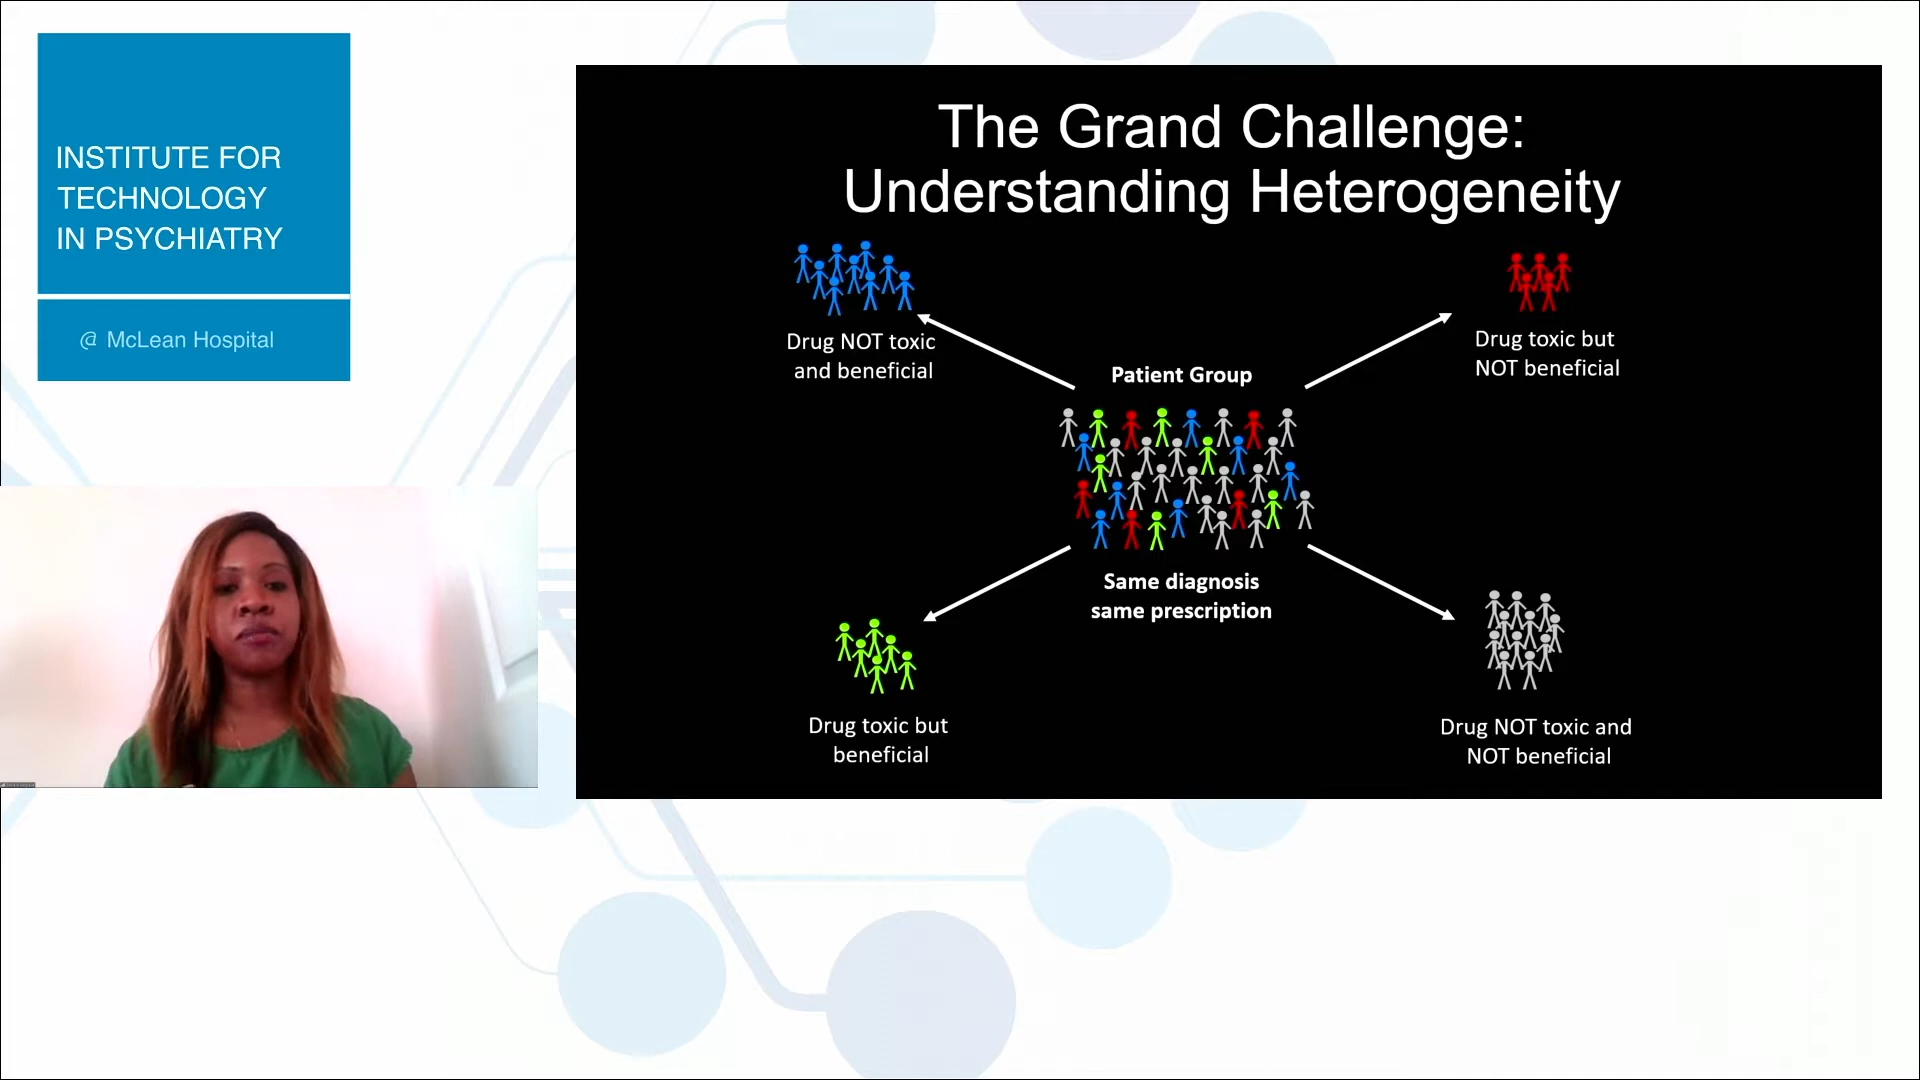 INSTITUTE FOR
TECHNOLOGY
IN PSYCHIATRY
@ McLean Hospital
The Grand Challenge:
Understanding Heterogeneity
Drug NOT toxic
and beneficial
Drug toxic but
NOT beneficial
Patient Group
Same diagnosis
same prescription
Drug toxic but
beneficial
Drug NOT toxic and
NOT beneficial